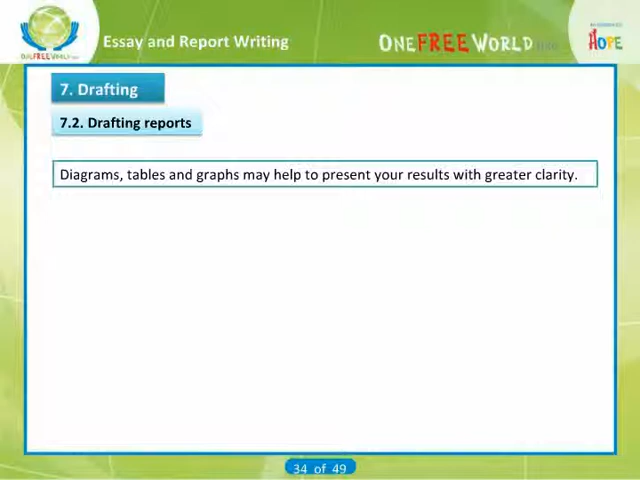 Essay and Report Writing
ONEFREEWORLD
HOPE
7. Drafting
7.2. Drafting reports
Diagrams, tables and graphs may help to present your results with greater clarity.
34 of 49